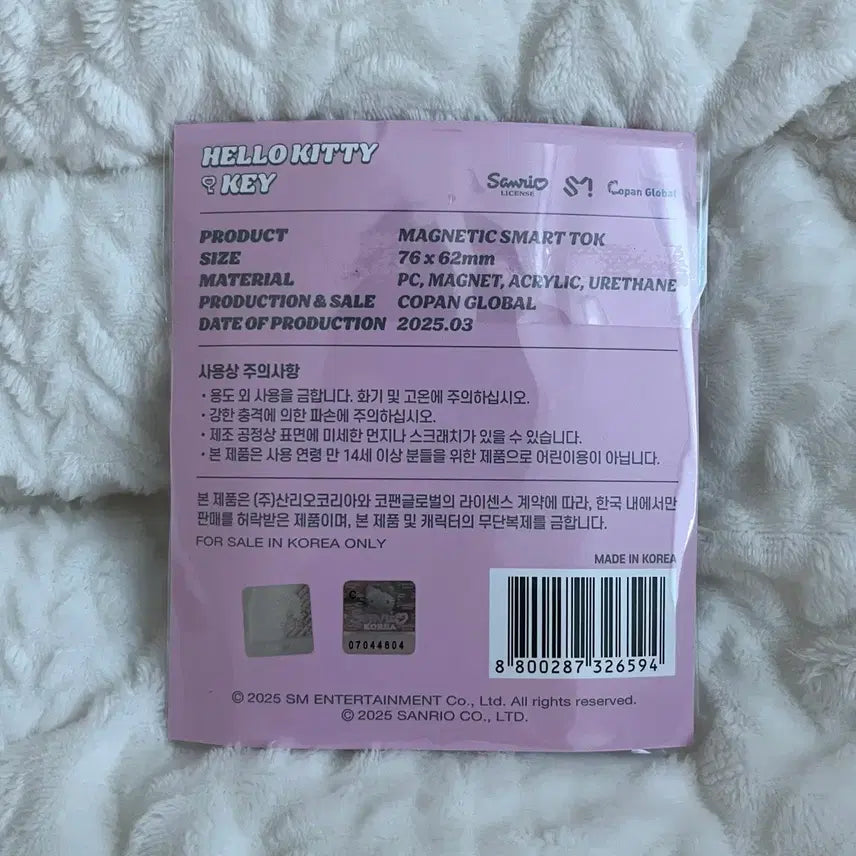 HELLO KITTY
KEY
Sanrio
LICENSE
SM!
Copan Global
PRODUCT MAGNETIC SMART TOK
SIZE 76 x 62mm
MATERIAL PC, MAGNET, ACRYLIC, URETHANE
PRODUCTION & SALE COPAN GLOBAL
DATE OF PRODUCTION 2025.03
사용상 주의사항
· 용도 외 사용을 금합니다. 화기 및 고온에 주의하십시오.
· 강한 충격에 의한 파손에 주의하십시오.
· 제조 공정상 표면에 미세한 먼지나 스크래치가 있을 수 있습니다.
· 본 제품은 사용 연령 만 14세 이상 분들을 위한 제품으로 어린이용이 아닙니다.
본 제품은 (주)산리오코리아와 코팬글로벌의 라이센스 계약에 따라, 한국 내에서만
판매를 허락받은 제품이며, 본 제품 및 캐릭터의 무단복제를 금합니다.
FOR SALE IN KOREA ONLY
MADE IN KOREA
KOREA
07044604
8 800287 326594
© 2025 SM ENTERTAINMENT Co., Ltd. All rights reserved.
© 2025 SANRIO CO., LTD.